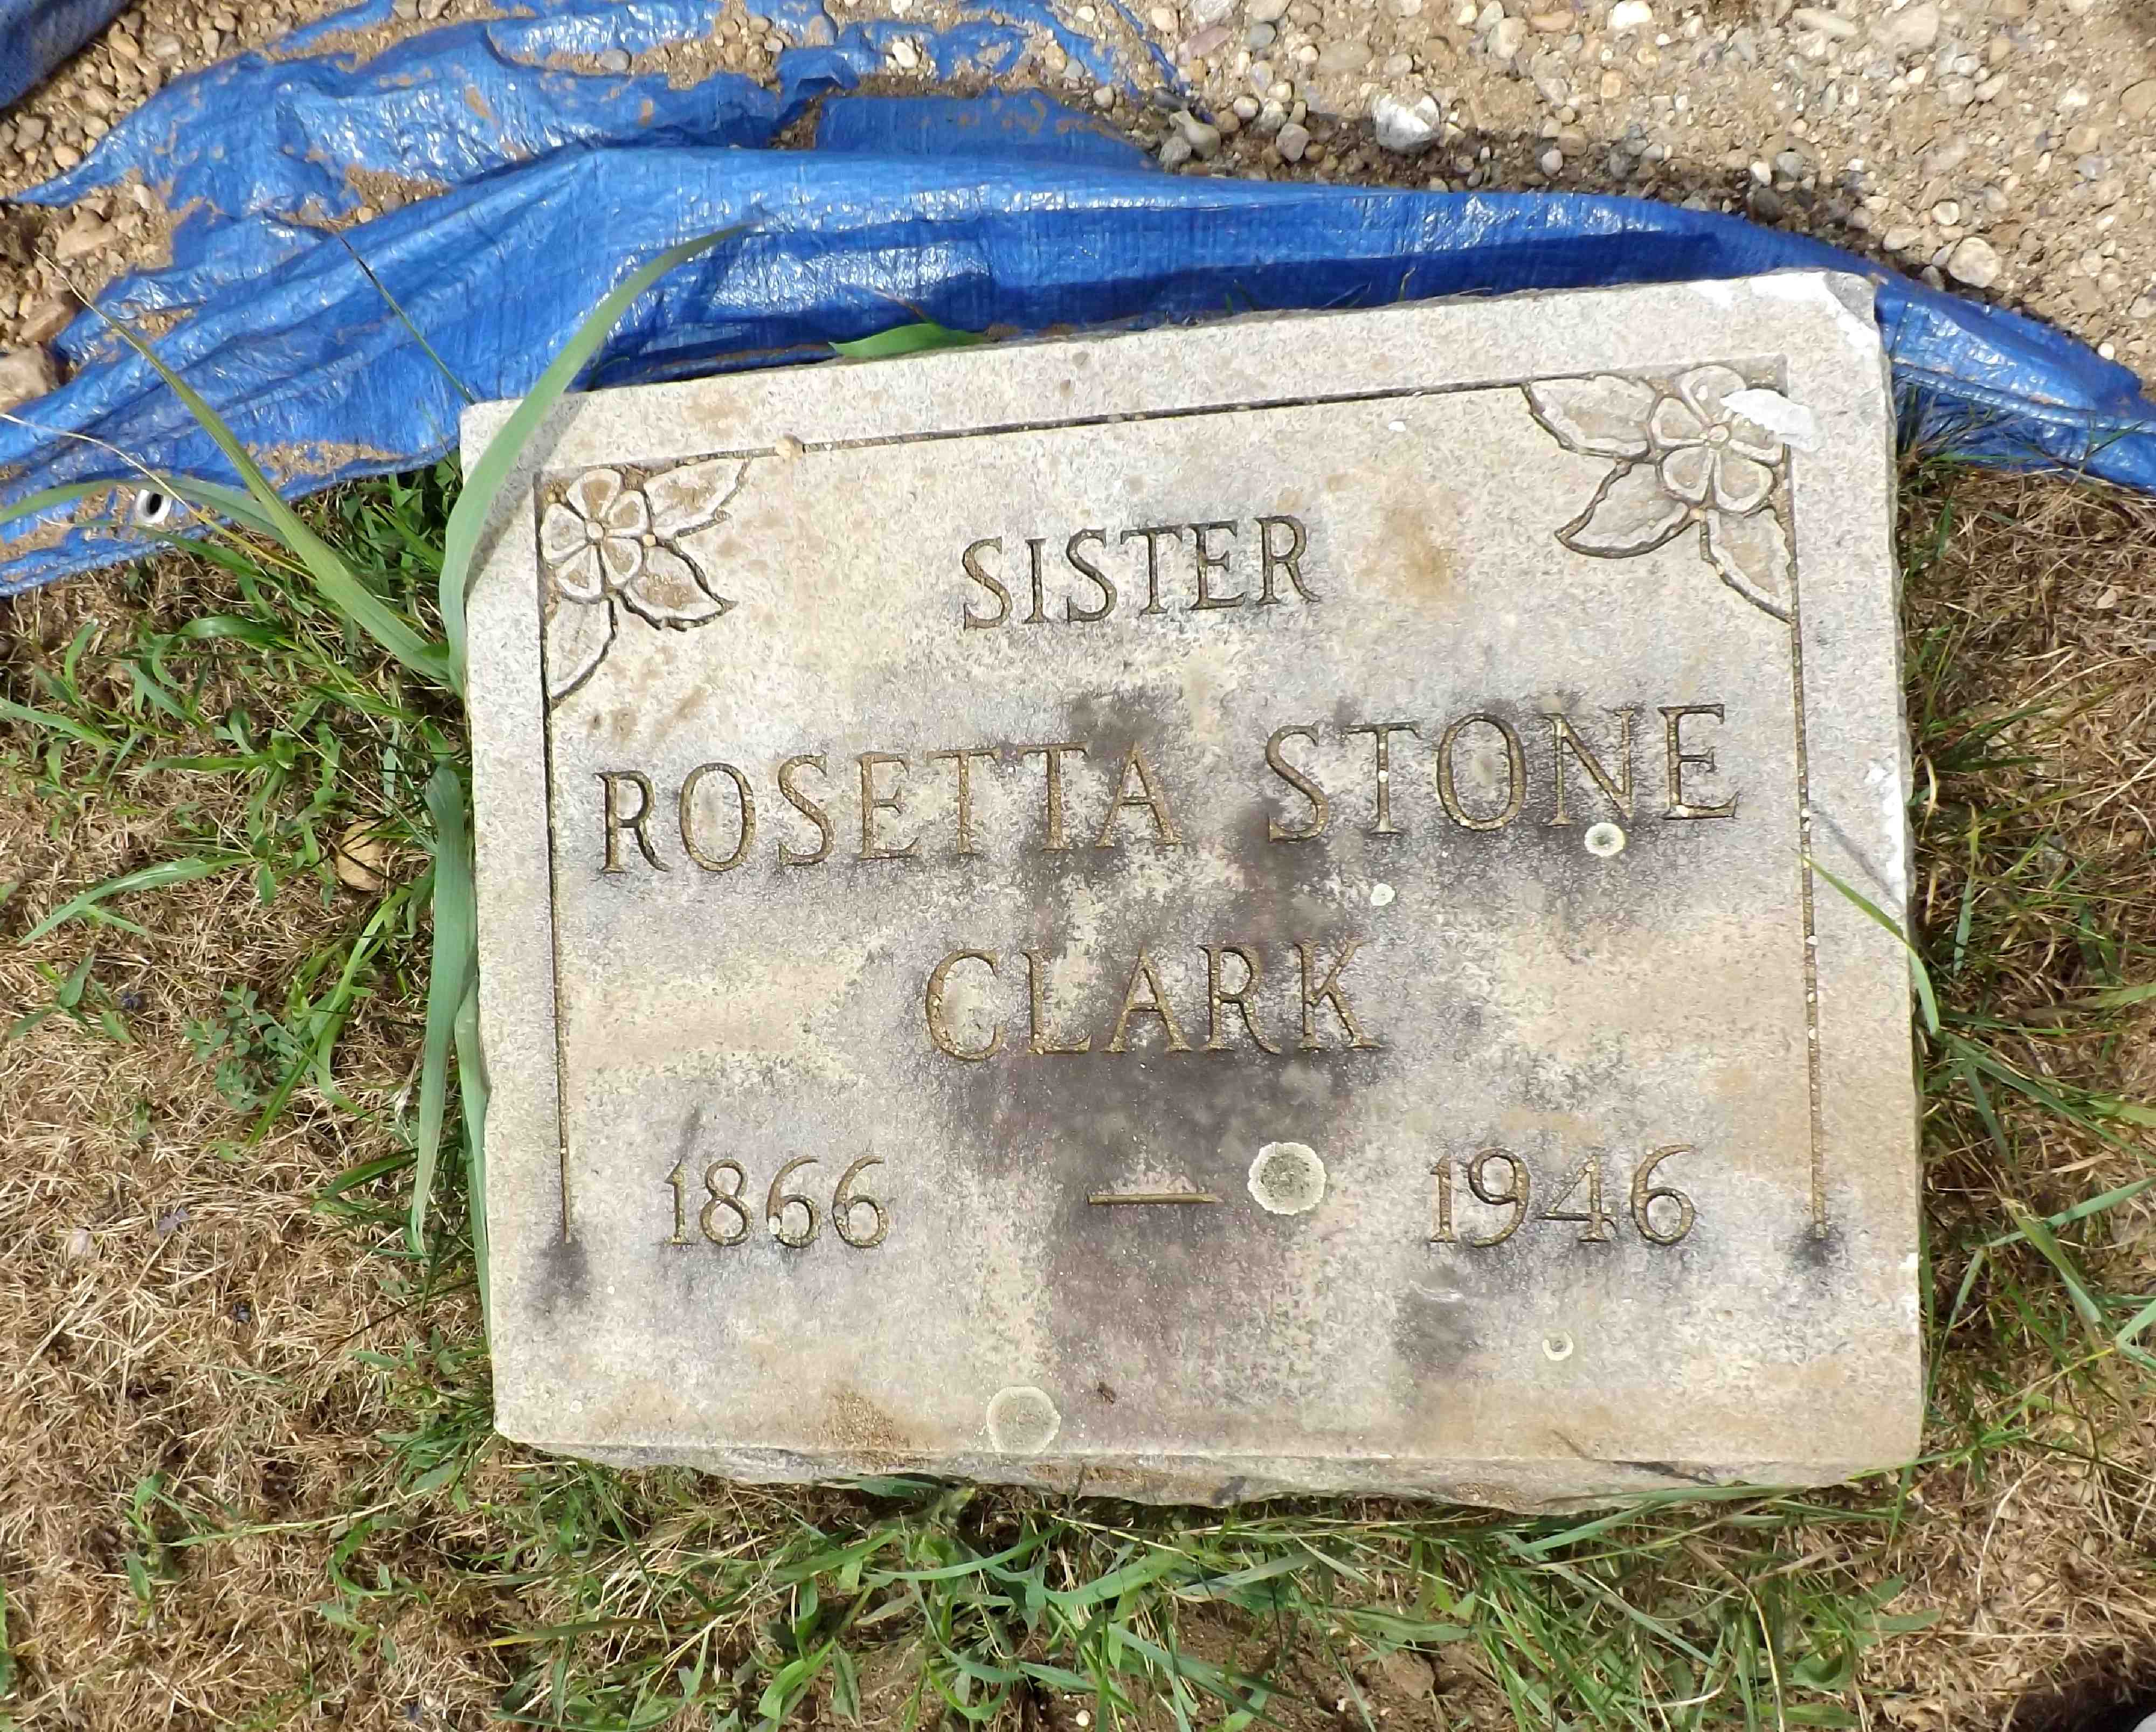 SISTER
ROSETTA STONE
CLARK
1866 — 1946